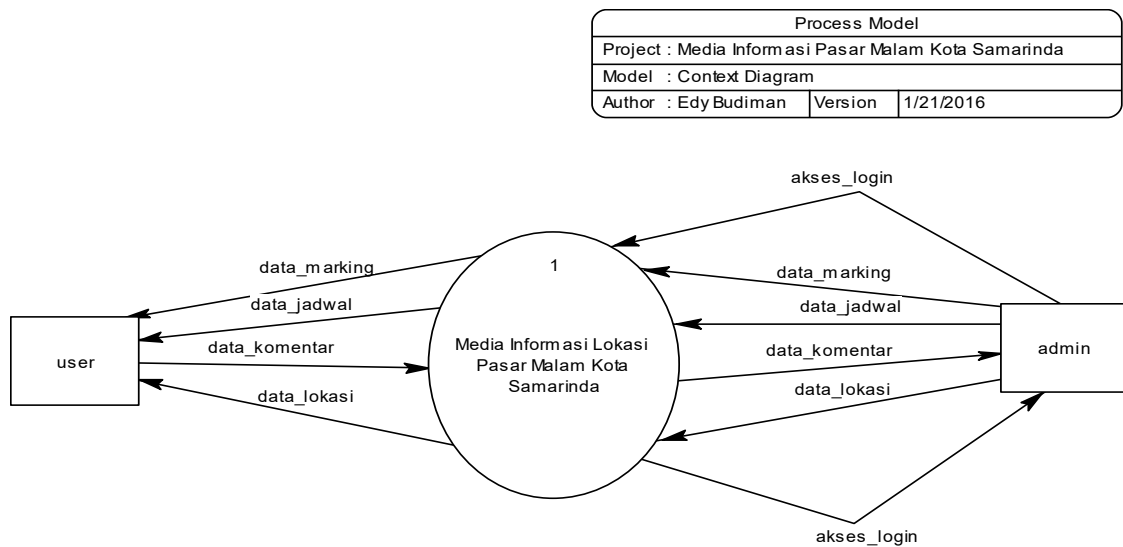 Process Model
Project : Media Informasi Pasar Malam Kota Samarinda
Model : Context Diagram
Author : Edy Budiman Version 1/21/2016
akses_login
data_marking
data_jadwal
data_komentar
data_lokasi
user
1
Media Informasi Lokasi
Pasar Malam Kota
Samarinda
data_marking
data_jadwal
data_komentar
data_lokasi
admin
akses_login